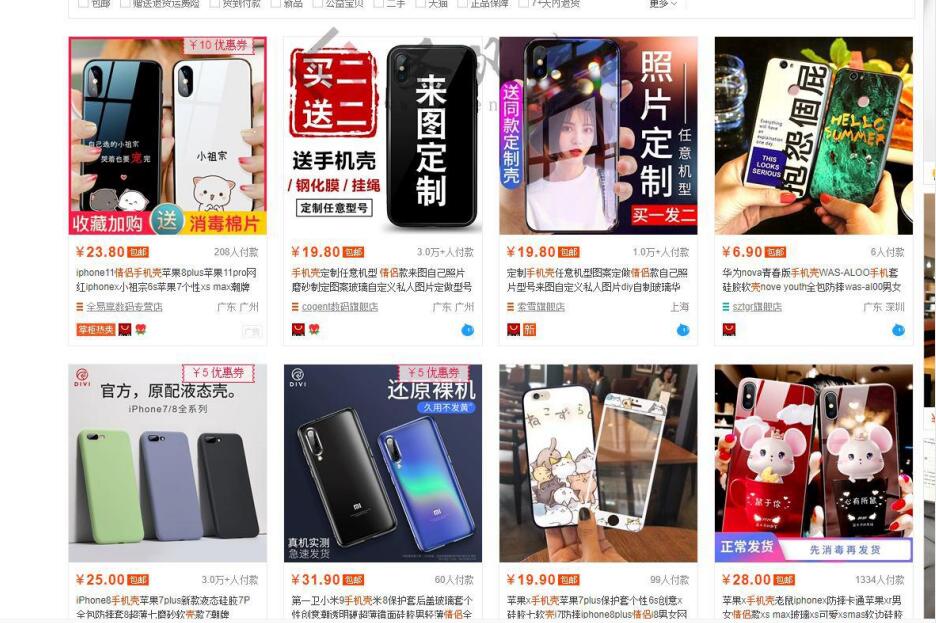 包邮 赠送退货运费险 货到付款 新品 公益宝贝 二手 天猫 正品保障 7+天内退货 更多
￥10 优惠券
自己选的小祖宗
哭着也要宠完
小祖宗
收藏加购 送 消毒棉片
￥23.80 包邮 208人付款
iphone11情侣手机壳苹果8plus苹果11pro网
红iphonex小祖宗6s苹果7个性xs max潮牌
广东 广州
掌柜热卖
广告
买二
送二
送手机壳
/ 钢化膜 / 挂绳
定制任意型号
来图定制
￥19.80 包邮 3.0万+人付款
手机壳定制任意机型 情侣款来图自己照片
磨砂制定图案玻璃自定义私人图片定做型号
cogent数码旗舰店 广东 广州
送同款定制壳
照片定制
任意机型
买一发二
￥19.80 包邮 1.0万+人付款
定制手机壳任意机型图案定做情侣款自己照
片型号来图自定义私人图片diy自制玻璃华
索雪旗舰店 上海
新
Everything
will have
an
explanation
one day.
THIS
LOOKS
SERIOUS
抱怨個屁
HELLO
SUMMER
￥6.90 包邮 6人付款
华为nova青春版手机壳WAS-ALOO手机套
硅胶软壳nove youth全包防摔was-al00男女
sztgr旗舰店 广东 深圳
￥5 优惠券
DIVI
官方，原配液态壳。
iPhone7/8全系列
￥25.00 包邮 3.0万+人付款
iPhone8手机壳苹果7plus新款液态硅胶7P
全包防摔套8超薄七磨砂软壳款7潮牌
￥5 优惠券
DIVI
还原裸机
久用不发黄
mi
mi
真机实测
急速发货
￥31.90 包邮 60人付款
第一卫小米9手机壳米8保护套后盖玻璃套个
性创意潮透明硬超薄镜面硅胶男轻薄情侣全
￥19.90 包邮 99人付款
苹果x手机壳苹果7plus保护套个性6s创意x
硅胶七软壳i7防摔iphone8plus情侣i8男女网
鼠于你
心有所鼠
正常发货 先消毒再发货
￥28.00 包邮 1334人付款
苹果x手机壳老鼠iphonex防摔卡通苹果xr男
女情侣款xs max玻璃xs可爱xsmas软边硅胶